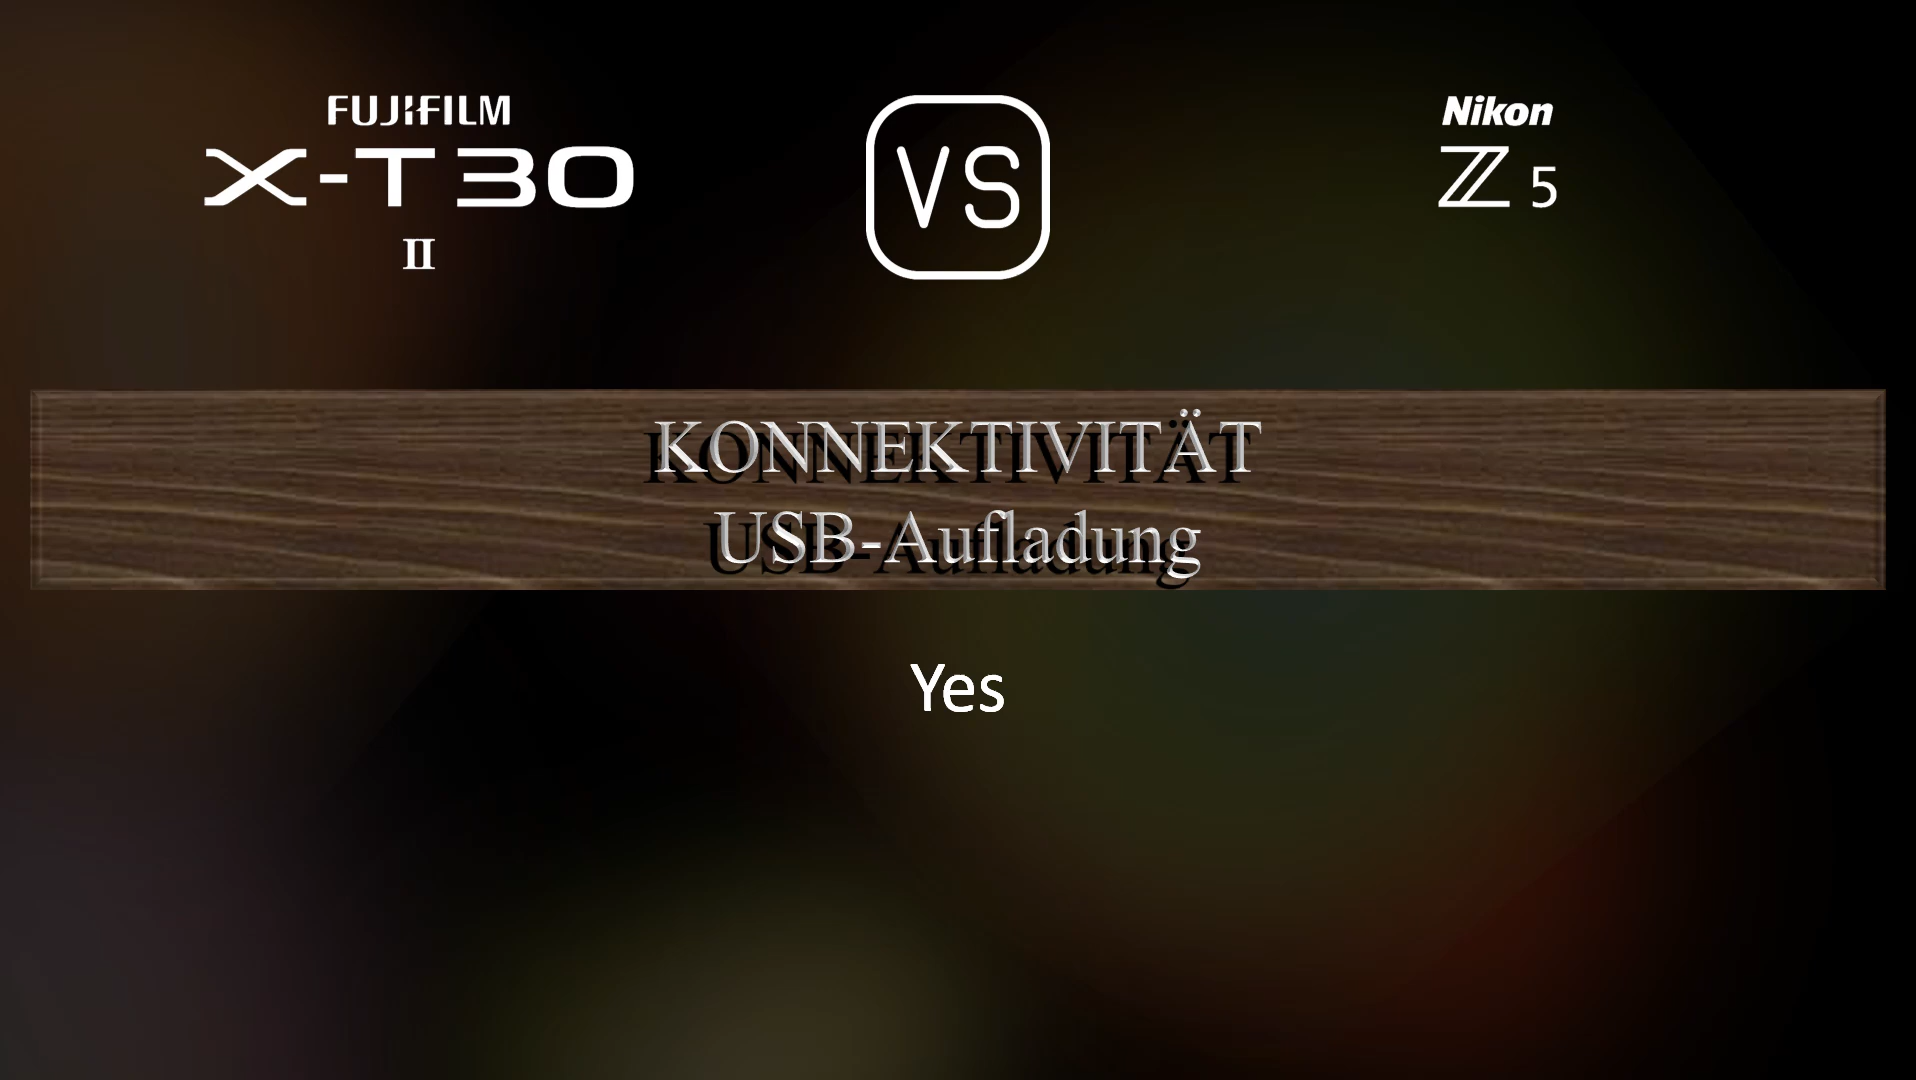 FUJIFILM
X-T30
II
VS
Nikon
Z 5
KONNEKTIVITÄT
USB-Aufladung
Yes